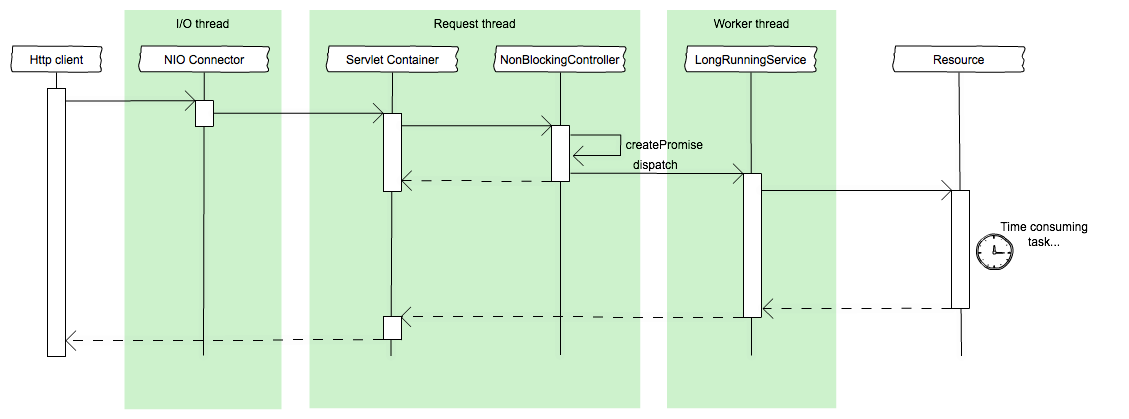 I/O thread
Request thread
Worker thread
Http client
NIO Connector
Servlet Container
NonBlockingController
LongRunningService
Resource
createPromise
dispatch
Time consuming
task...